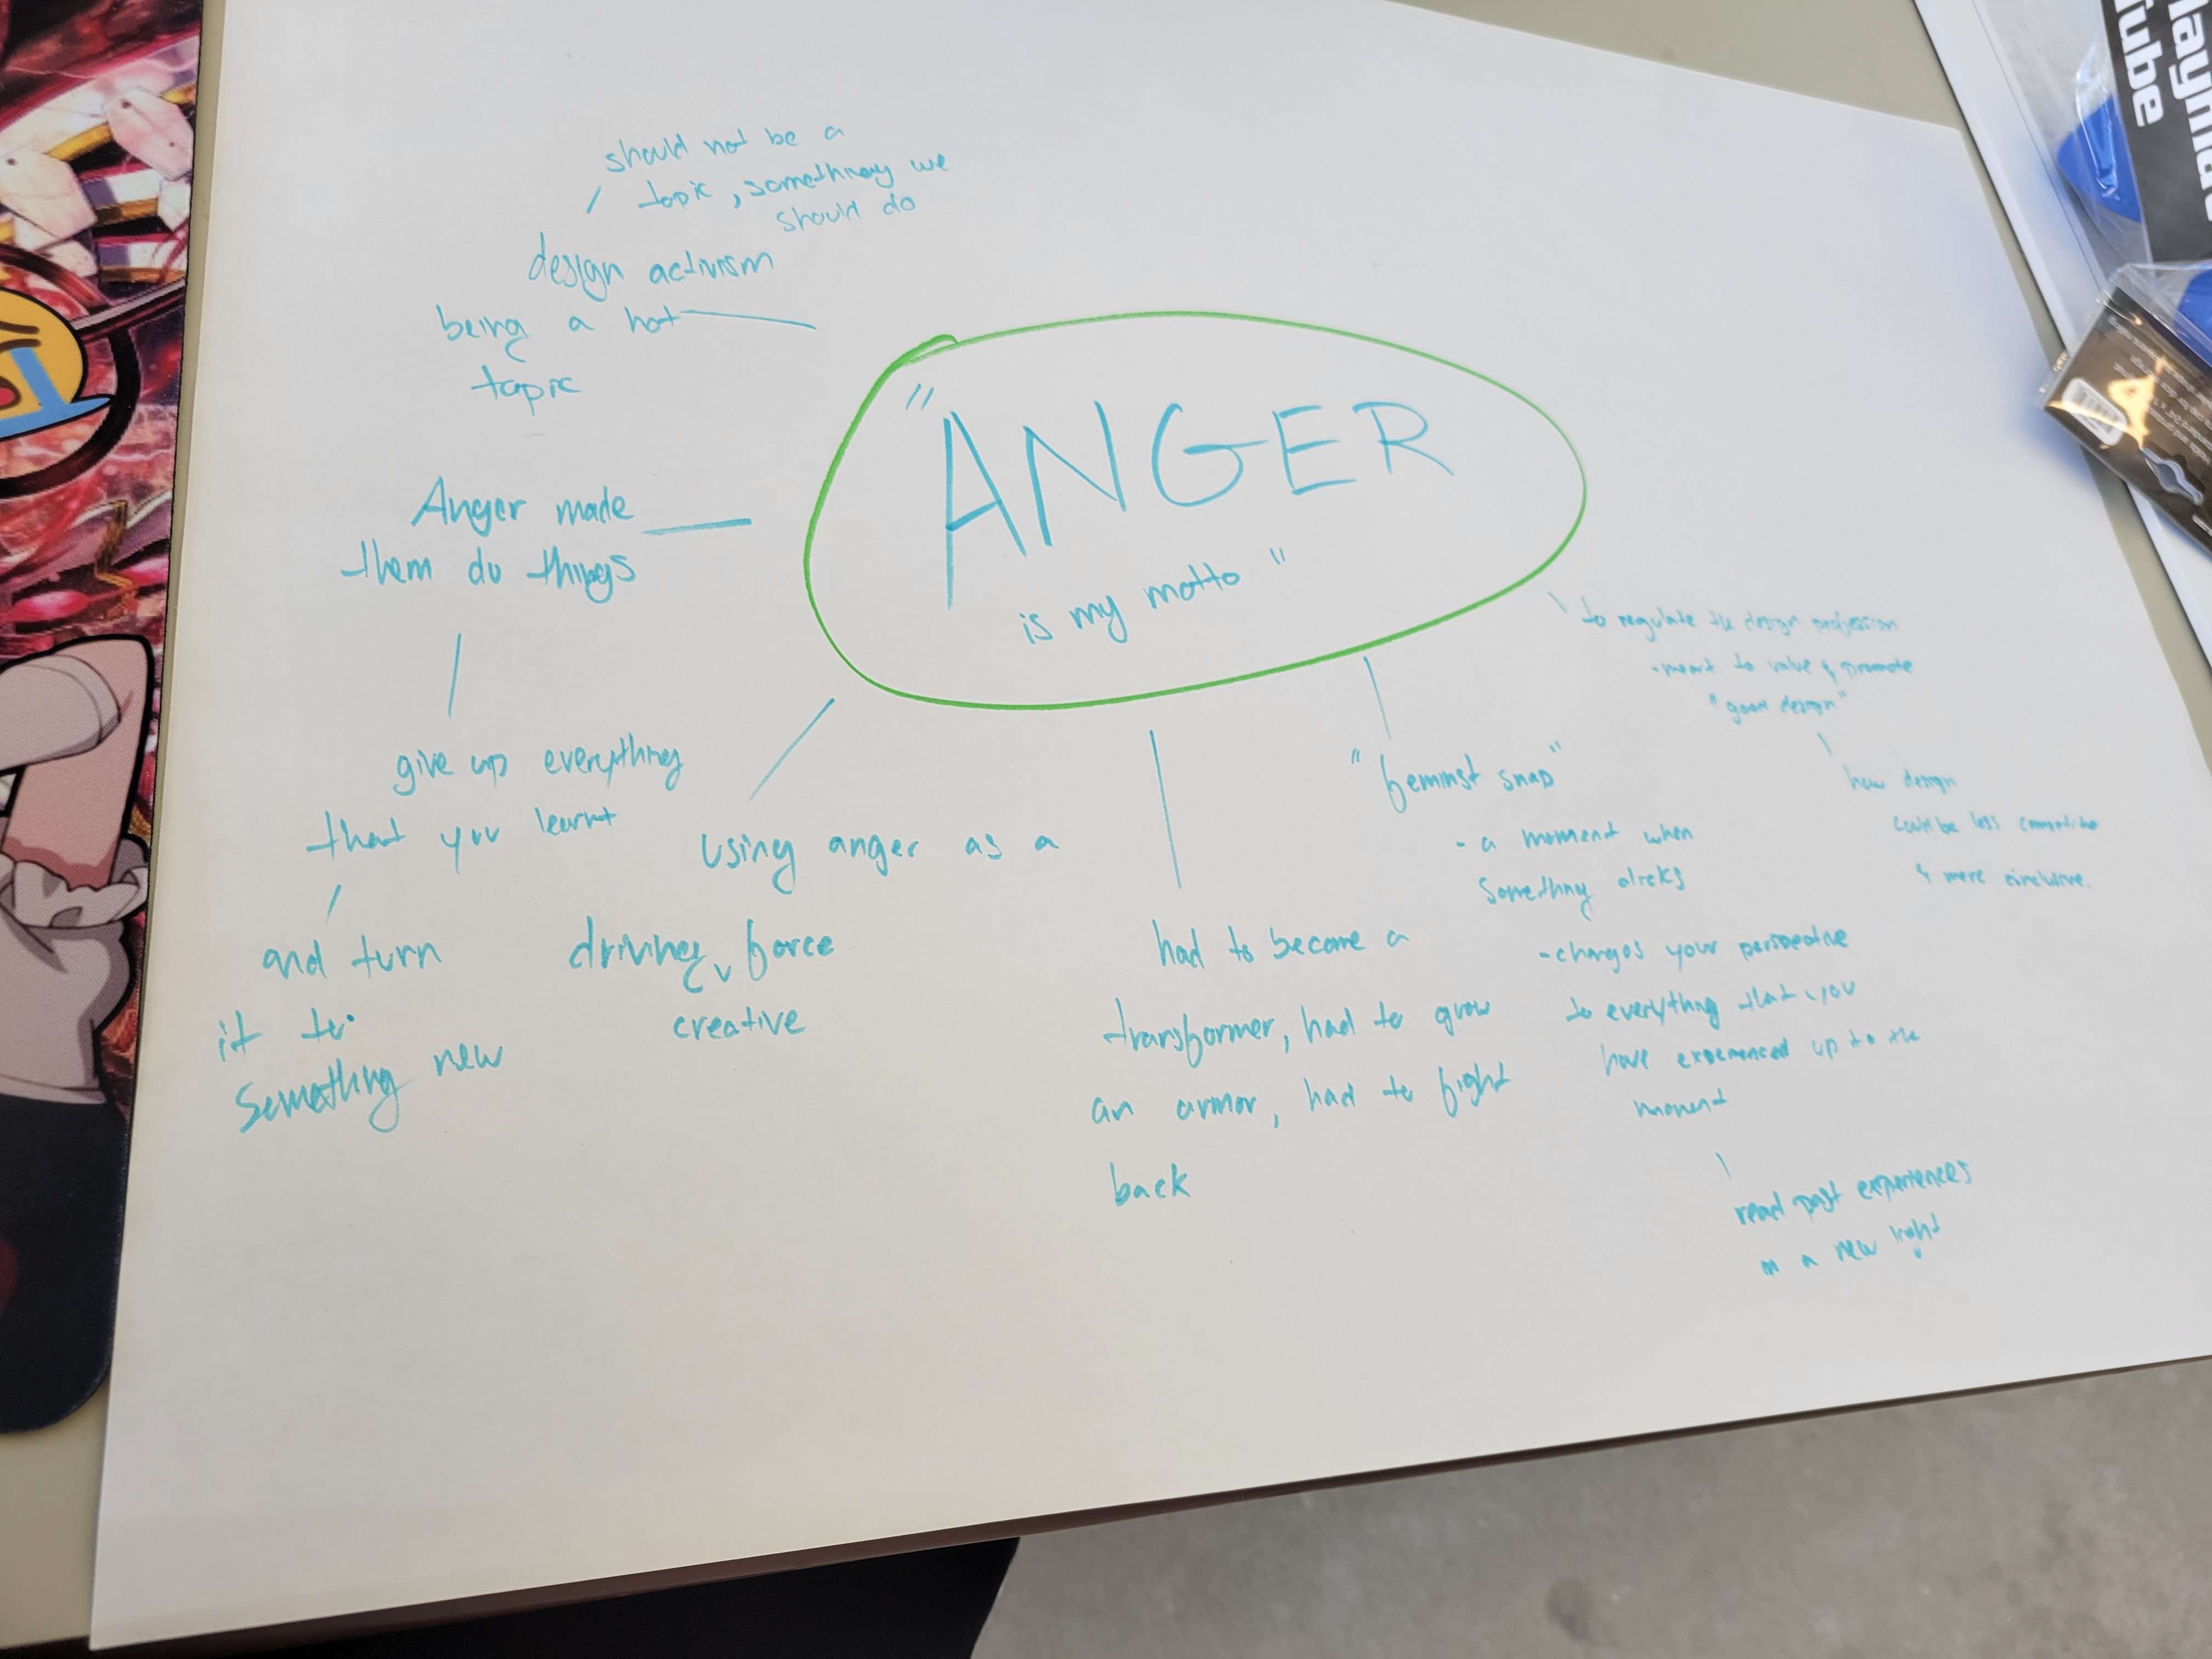 should not be a
topic, something we
should do
design activism
being a hot
topic
"ANGER
is my motto"
Anger made
them do things
give up everything
that you learnt
and turn
it to
something new
using anger as a
driving force
creative
had to become a
transformer, had to grow
an armor, had to fight
back
"feminst snap"
- a moment when
something clicks
- changes your perspective
to everything that you
have experienced up to the
moment
read past experiences
in a new light
to regulate the design profession
- meant to value & promote
"good design"
how design
could be less
& more
layma
Tube